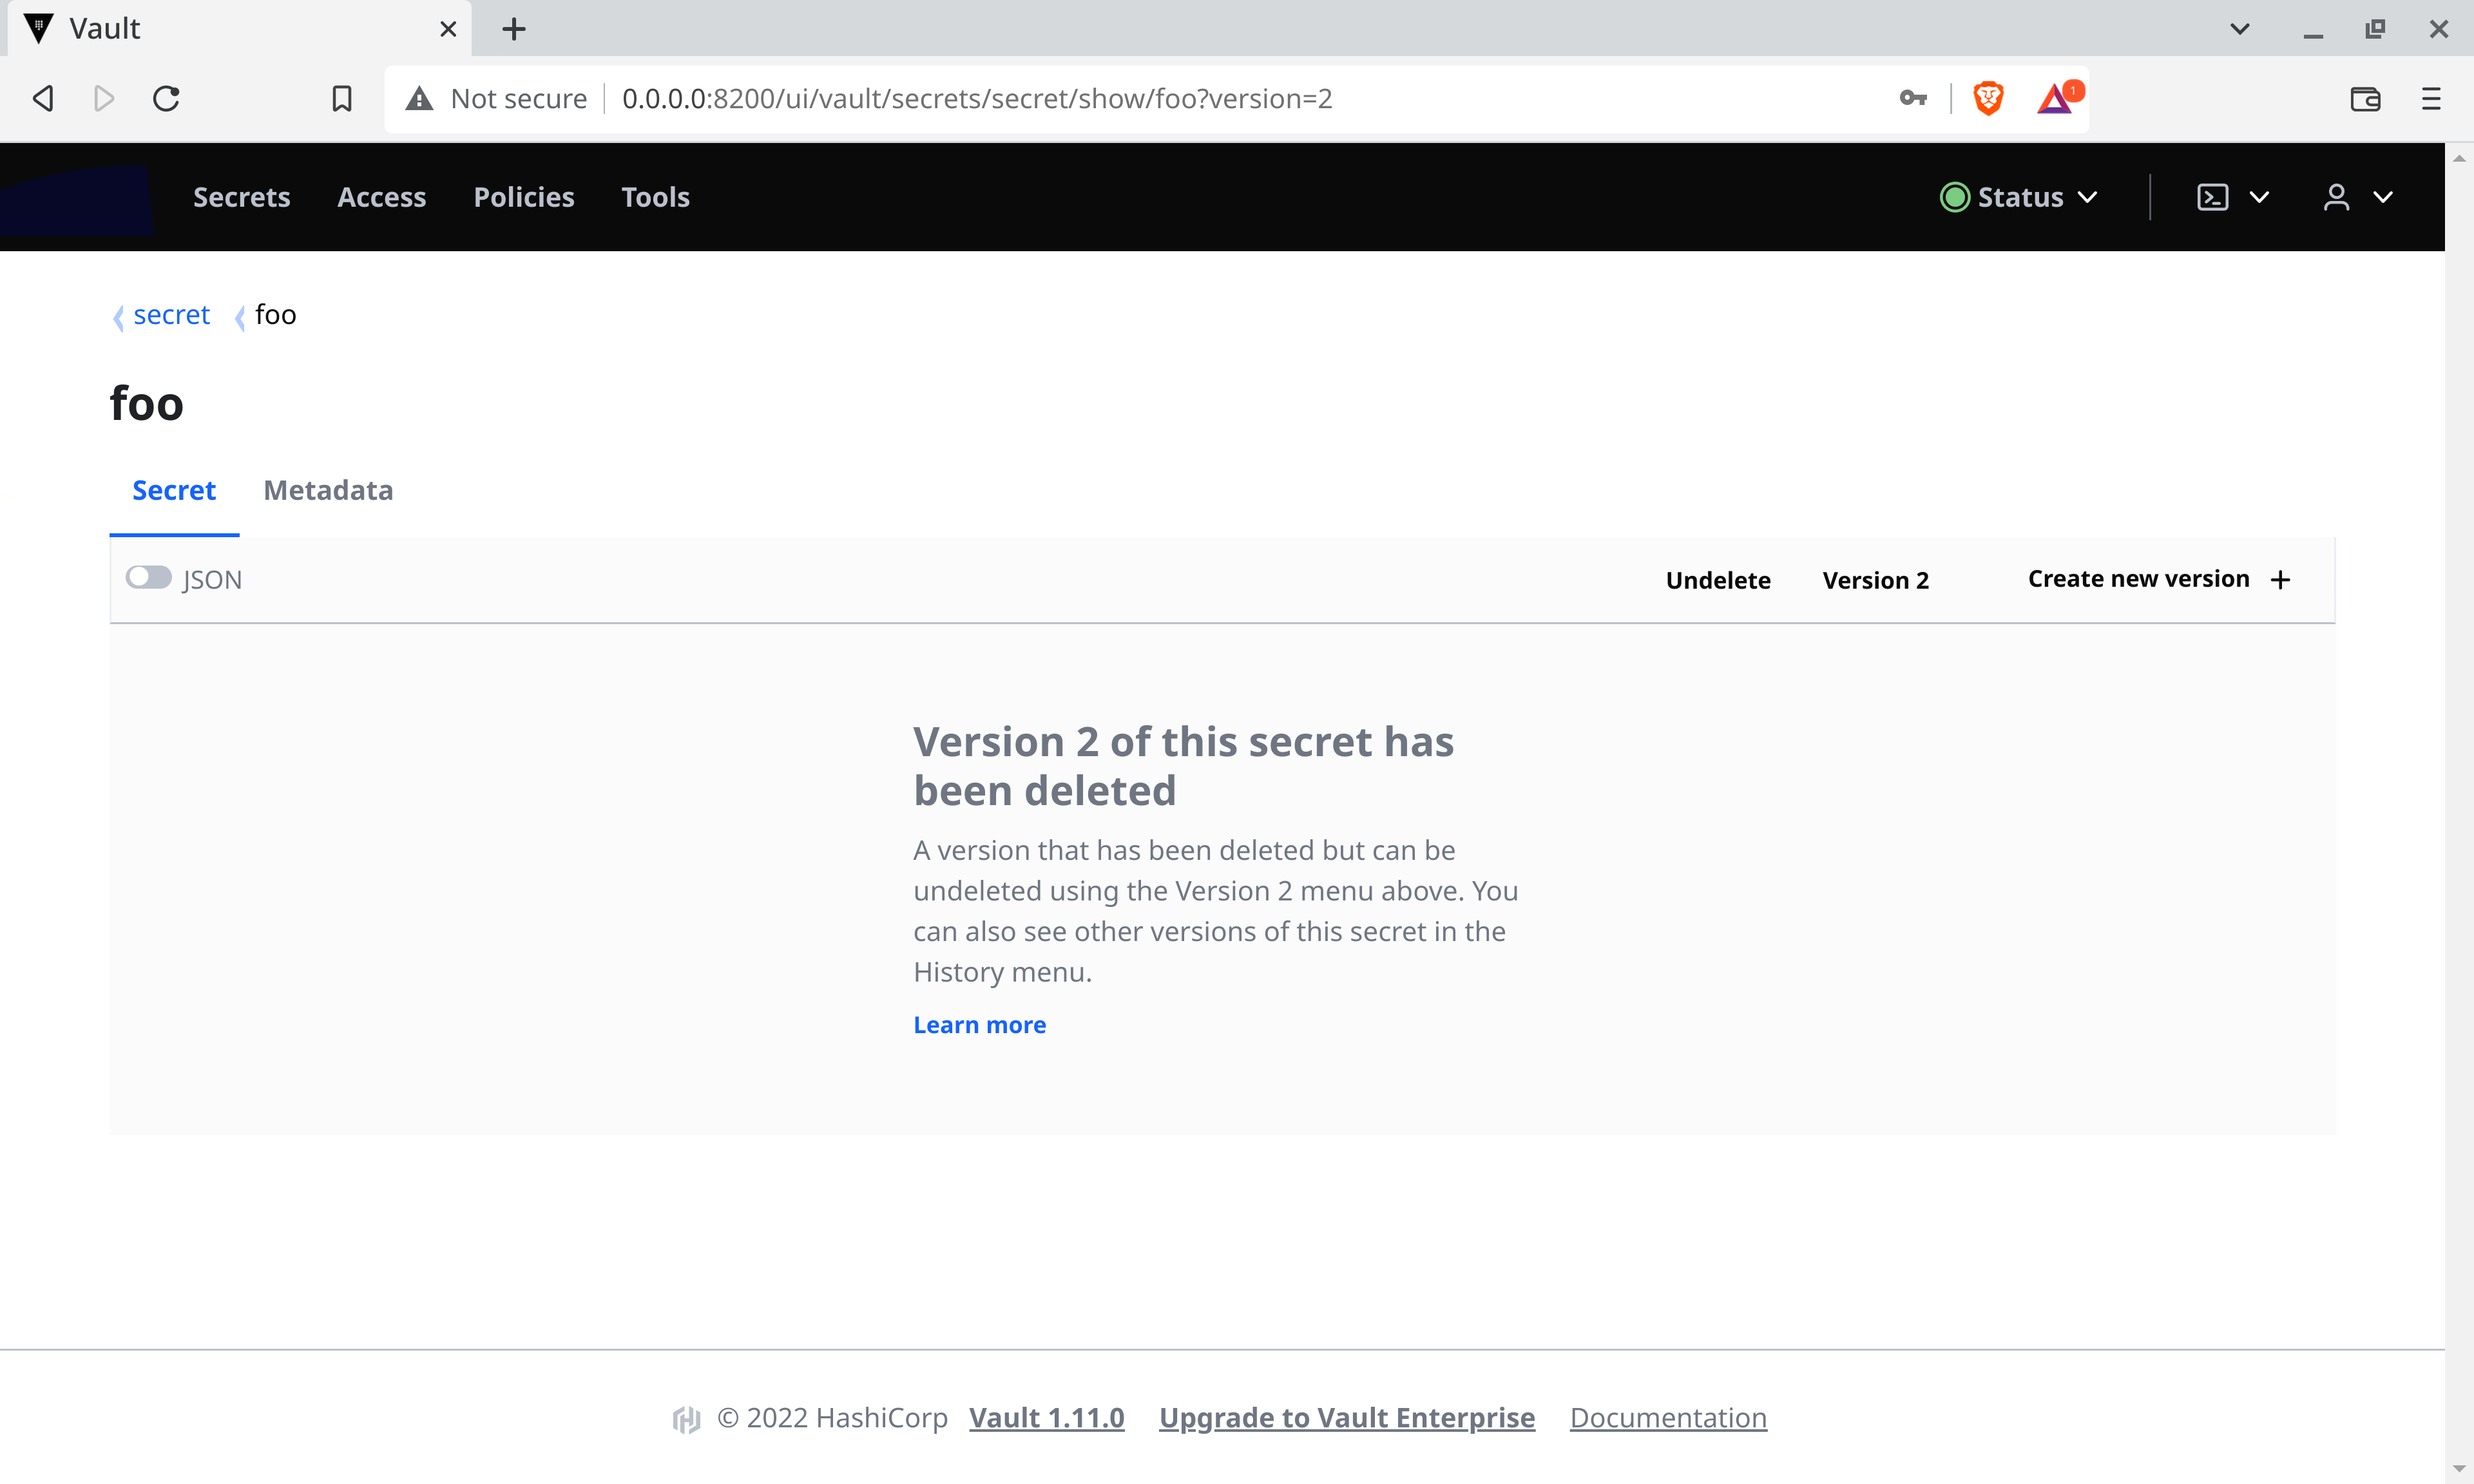 Vault
Not secure 0.0.0.0:8200/ui/vault/secrets/secret/show/foo?version=2
1
Secrets Access Policies Tools Status
secret foo
foo
Secret Metadata
JSON Undelete Version 2 Create new version +
Version 2 of this secret has
been deleted
A version that has been deleted but can be
undeleted using the Version 2 menu above. You
can also see other versions of this secret in the
History menu.
Learn more
© 2022 HashiCorp Vault 1.11.0 Upgrade to Vault Enterprise Documentation